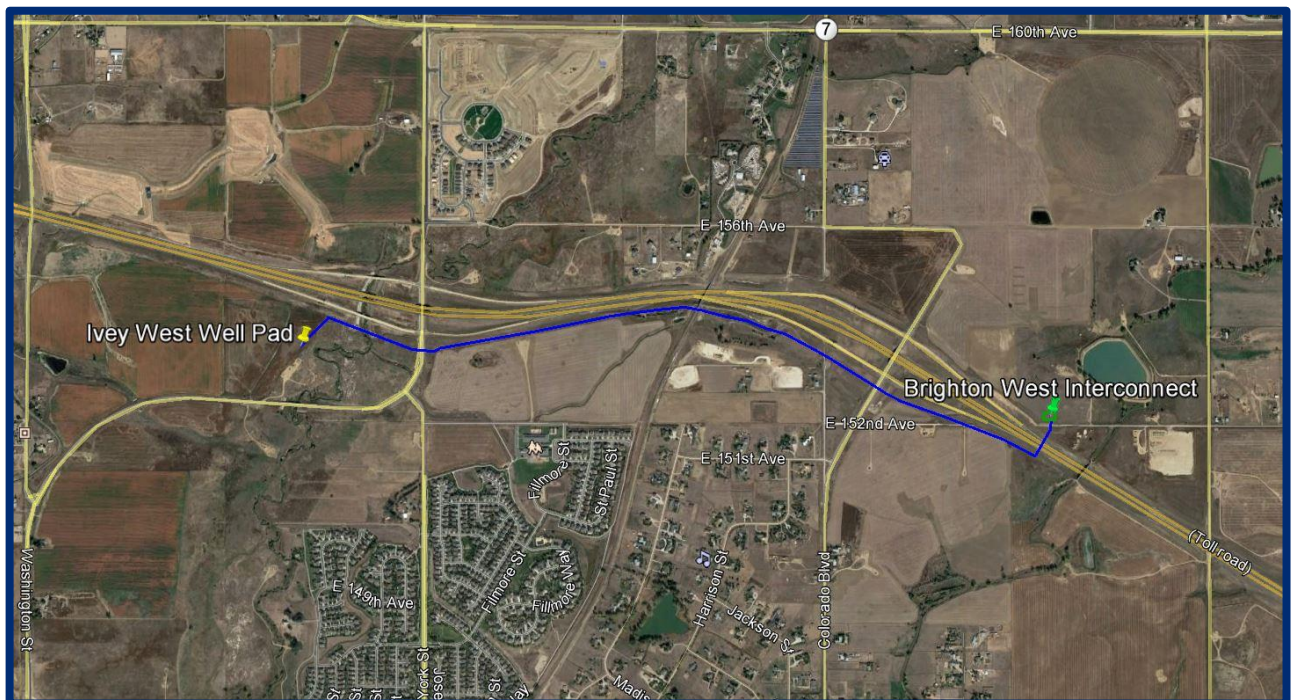 7
E 160th Ave
E 156th Ave
Ivey West Well Pad
Brighton West Interconnect
E 152nd Ave
E 151st Ave
Fillmore St
St Paul St
(Toll road)
Washington St
E 149th Ave
Fillmore St
Fillmore Way
Harrison St
Jackson St
Colorado Blvd
York St